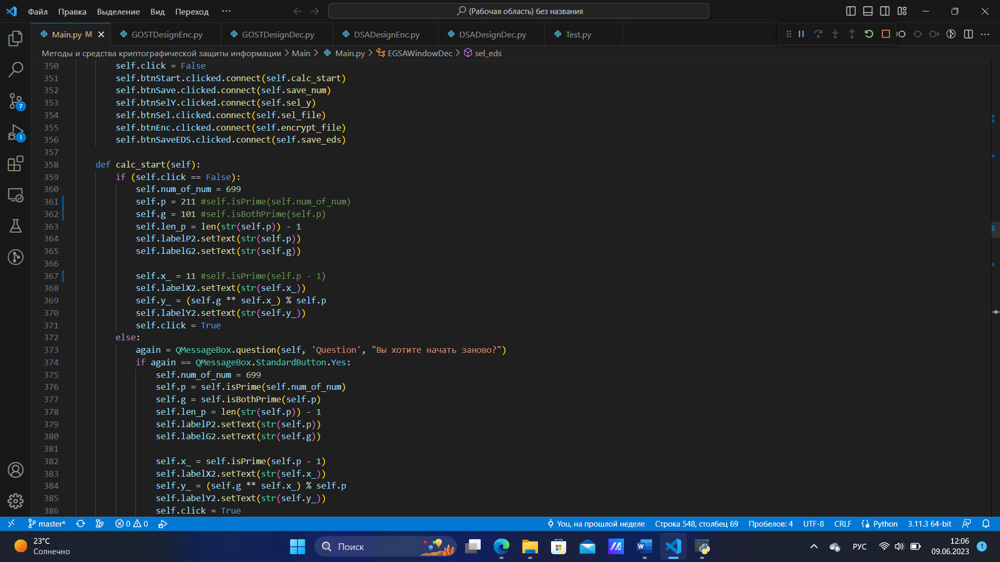 Файл Правка Выделение Вид Переход ··· (Рабочая область) без названия
Main.py M GOSTDesignEnc.py GOSTDesignDec.py DSADesignEnc.py DSADesignDec.py Test.py
Методы и средства криптографической защиты информации > Main > Main.py > EGSAWindowDec > sel_eds
350 self.click = False
351 self.btnStart.clicked.connect(self.calc_start)
352 self.btnSave.clicked.connect(self.save_num)
353 self.btnSelY.clicked.connect(self.sel_y)
354 self.btnSel.clicked.connect(self.sel_file)
355 self.btnEnc.clicked.connect(self.encrypt_file)
356 self.btnSaveEDS.clicked.connect(self.save_eds)
357
358 def calc_start(self):
359 if (self.click == False):
360 self.num_of_num = 699
361 self.p = 211 #self.isPrime(self.num_of_num)
362 self.g = 101 #self.isBothPrime(self.p)
363 self.len_p = len(str(self.p)) - 1
364 self.labelP2.setText(str(self.p))
365 self.labelG2.setText(str(self.g))
366
367 self.x_ = 11 #self.isPrime(self.p - 1)
368 self.labelX2.setText(str(self.x_))
369 self.y_ = (self.g ** self.x_) % self.p
370 self.labelY2.setText(str(self.y_))
371 self.click = True
372 else:
373 again = QMessageBox.question(self, 'Question', "Вы хотите начать заново?")
374 if again == QMessageBox.StandardButton.Yes:
375 self.num_of_num = 699
376 self.p = self.isPrime(self.num_of_num)
377 self.g = self.isBothPrime(self.p)
378 self.len_p = len(str(self.p)) - 1
379 self.labelP2.setText(str(self.p))
380 self.labelG2.setText(str(self.g))
381
382 self.x_ = self.isPrime(self.p - 1)
383 self.labelX2.setText(str(self.x_))
384 self.y_ = (self.g ** self.x_) % self.p
385 self.labelY2.setText(str(self.y_))
386 self.click = True
7
1
master* 0 0 You, на прошлой неделе Строка 548, столбец 69 Пробелов: 4 UTF-8 CRLF Python 3.11.3 64-bit
23°C
Солнечно
Поиск
РУС
12:06
09.06.2023
1